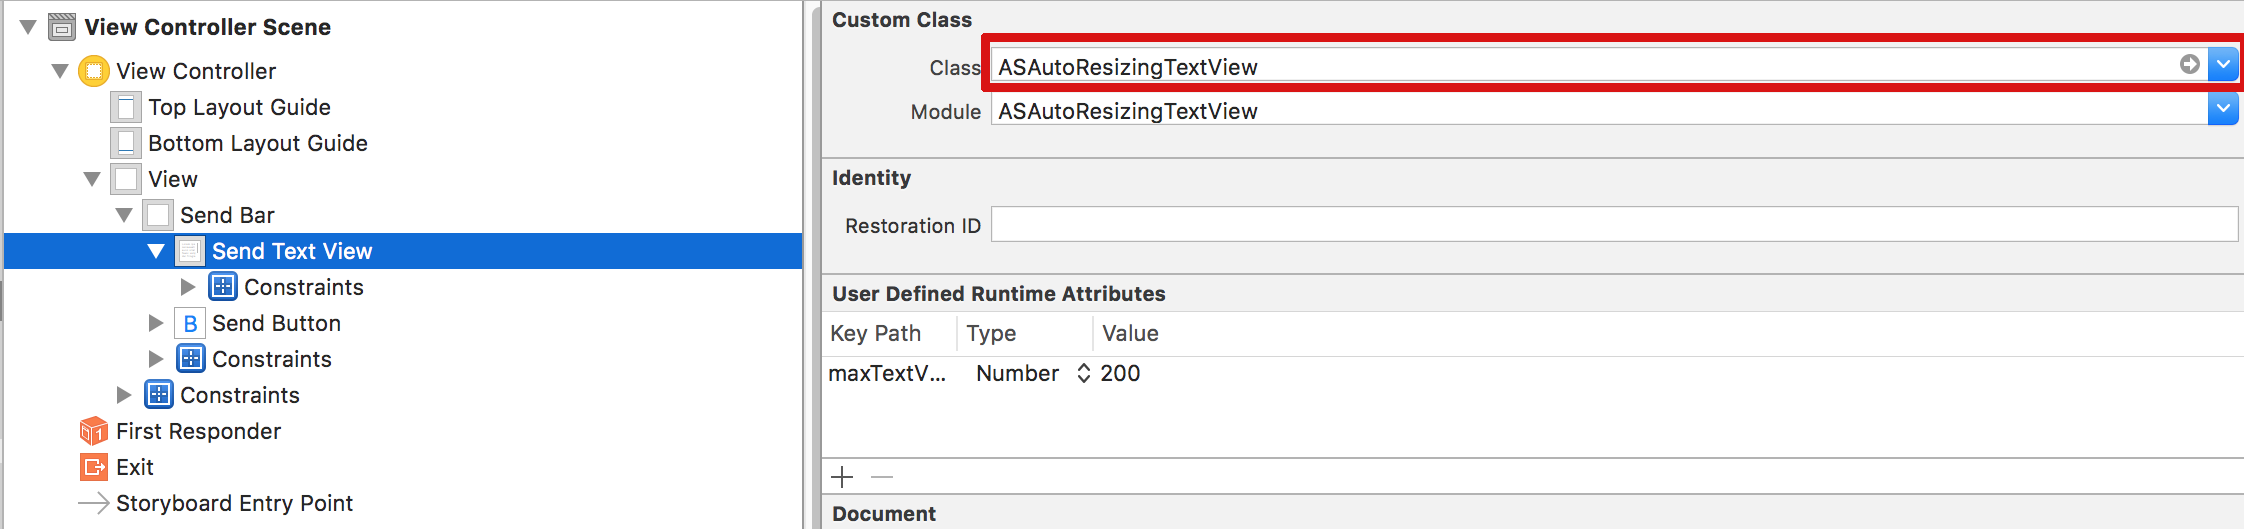 View Controller Scene
View Controller
Top Layout Guide
Bottom Layout Guide
View
Send Bar
Send Text View
Constraints
B Send Button
Constraints
Constraints
1 First Responder
Exit
Storyboard Entry Point
Custom Class
Class ASAutoResizingTextView
Module ASAutoResizingTextView
Identity
Restoration ID
User Defined Runtime Attributes
Key Path Type Value
maxTextV... Number 200
Document